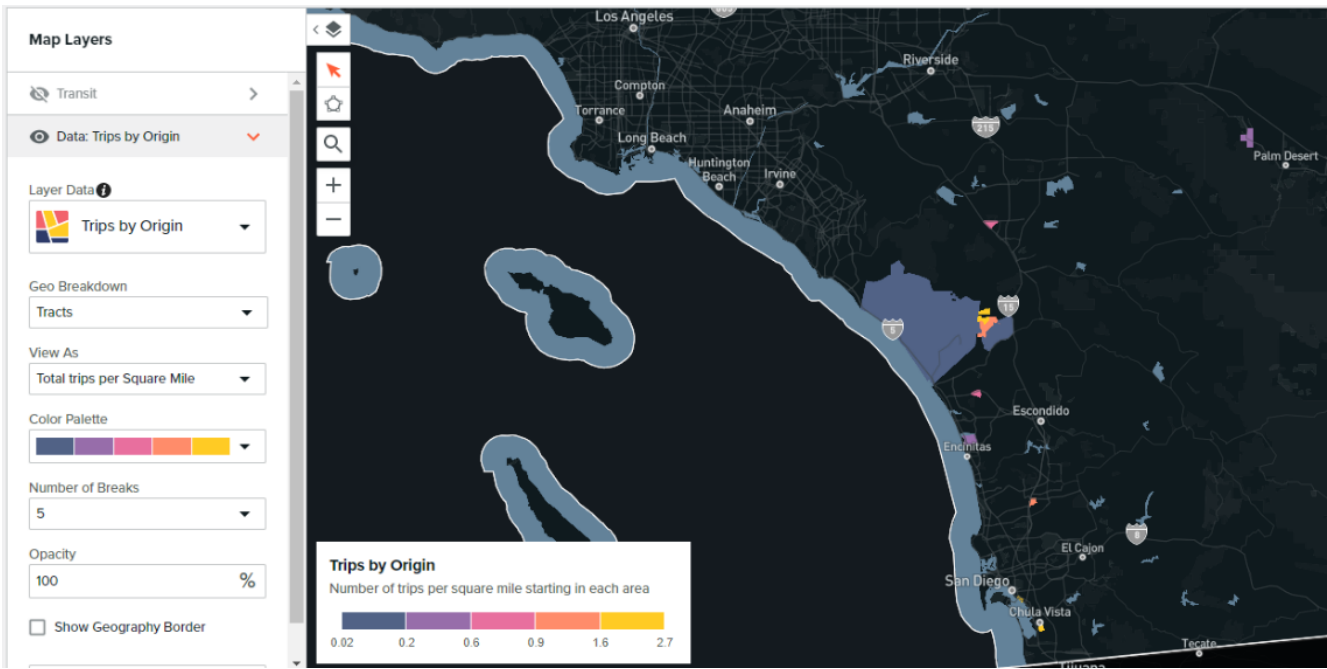 Map Layers
Transit
Data: Trips by Origin
Layer Data
Trips by Origin
Geo Breakdown
Tracts
View As
Total trips per Square Mile
Color Palette
Number of Breaks
5
Opacity
100 %
Show Geography Border
Los Angeles
Riverside
Compton
Torrance
Anaheim
215
Long Beach
Palm Desert
Huntington
Beach
Irvine
15
5
Escondido
Encinitas
8
El Cajon
San Diego
Chula Vista
Tecate
Tijuana
Trips by Origin
Number of trips per square mile starting in each area
0.02 0.2 0.6 0.9 1.6 2.7